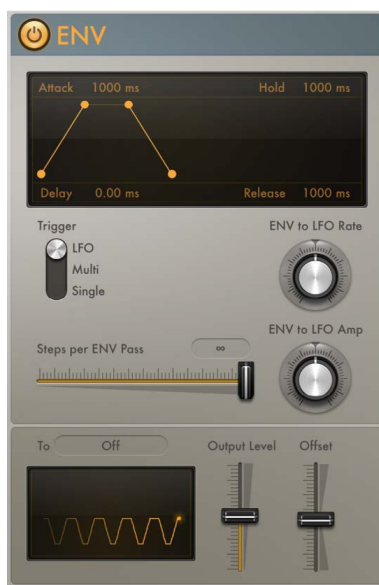 ENV
Attack 1000 ms Hold 1000 ms
Delay 0.00 ms Release 1000 ms
Trigger ENV to LFO Rate
LFO
Multi
Single
ENV to LFO Amp
Steps per ENV Pass ∞
To Off Output Level Offset